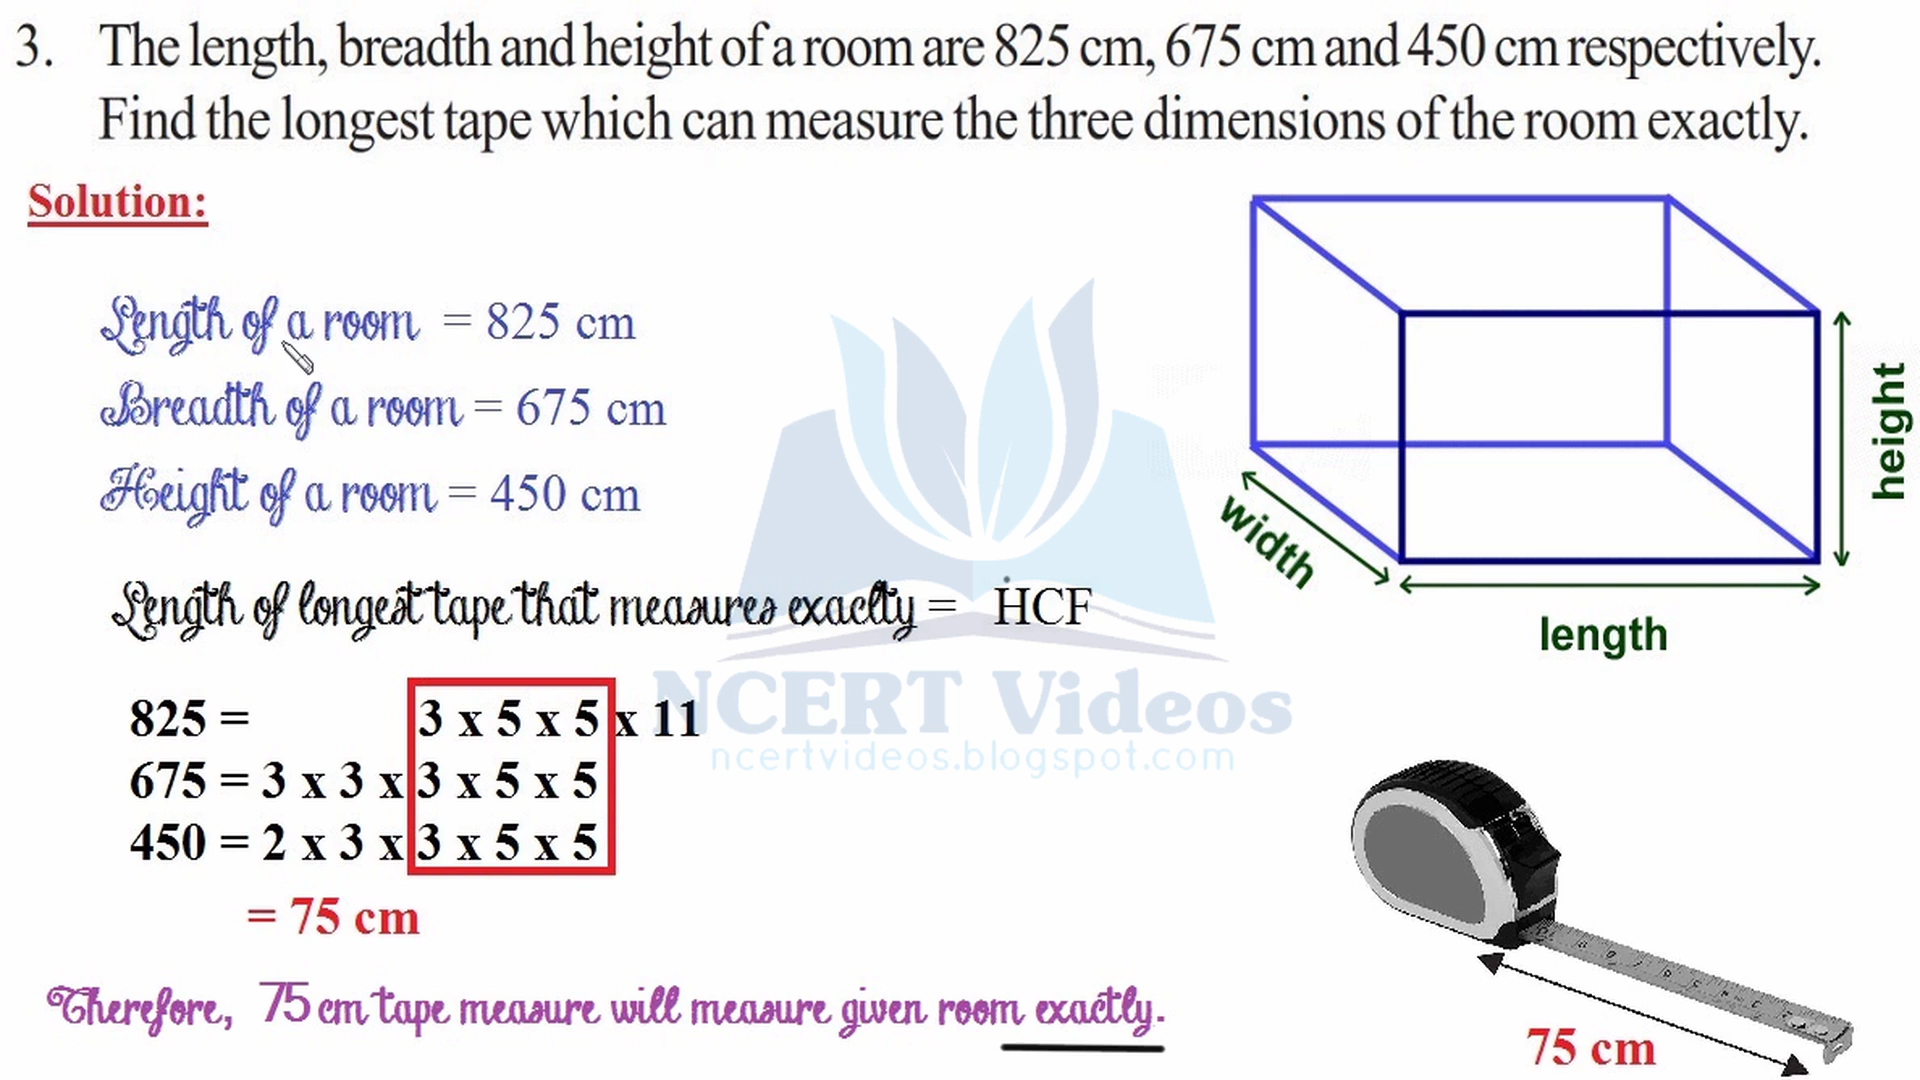 3. The length, breadth and height of a room are 825 cm, 675 cm and 450 cm respectively.
Find the longest tape which can measure the three dimensions of the room exactly.
Solution:
Length of a room = 825 cm
Breadth of a room = 675 cm
Height of a room = 450 cm
height
width
length
Length of longest tape that measures exaclty = HCF
NCERT Videos
ncertvideos.blogspot.com
825 = 3 x 5 x 5 x 11
675 = 3 x 3 x 3 x 5 x 5
450 = 2 x 3 x 3 x 5 x 5
= 75 cm
Therefore, 75 cm tape measure will measure given room exactly.
75 cm